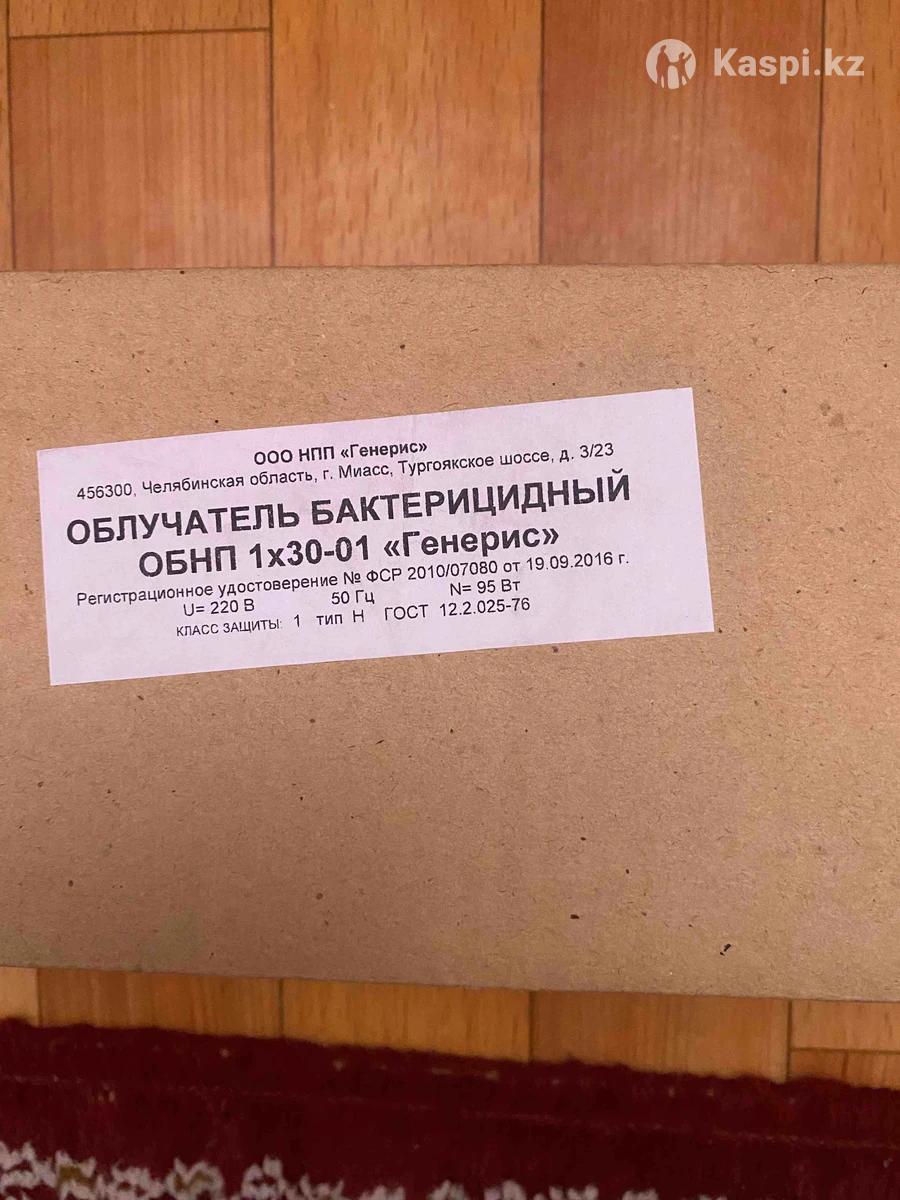 Kaspi.kz
ООО НПП «Генерис»
456300, Челябинская область, г. Миасс, Тургоякское шоссе, д. 3/23
ОБЛУЧАТЕЛЬ БАКТЕРИЦИДНЫЙ
ОБНП 1х30-01 «Генерис»
Регистрационное удостоверение № ФСР 2010/07080 от 19.09.2016 г.
U= 220 В 50 Гц N= 95 Вт
КЛАСС ЗАЩИТЫ: 1 тип Н ГОСТ 12.2.025-76